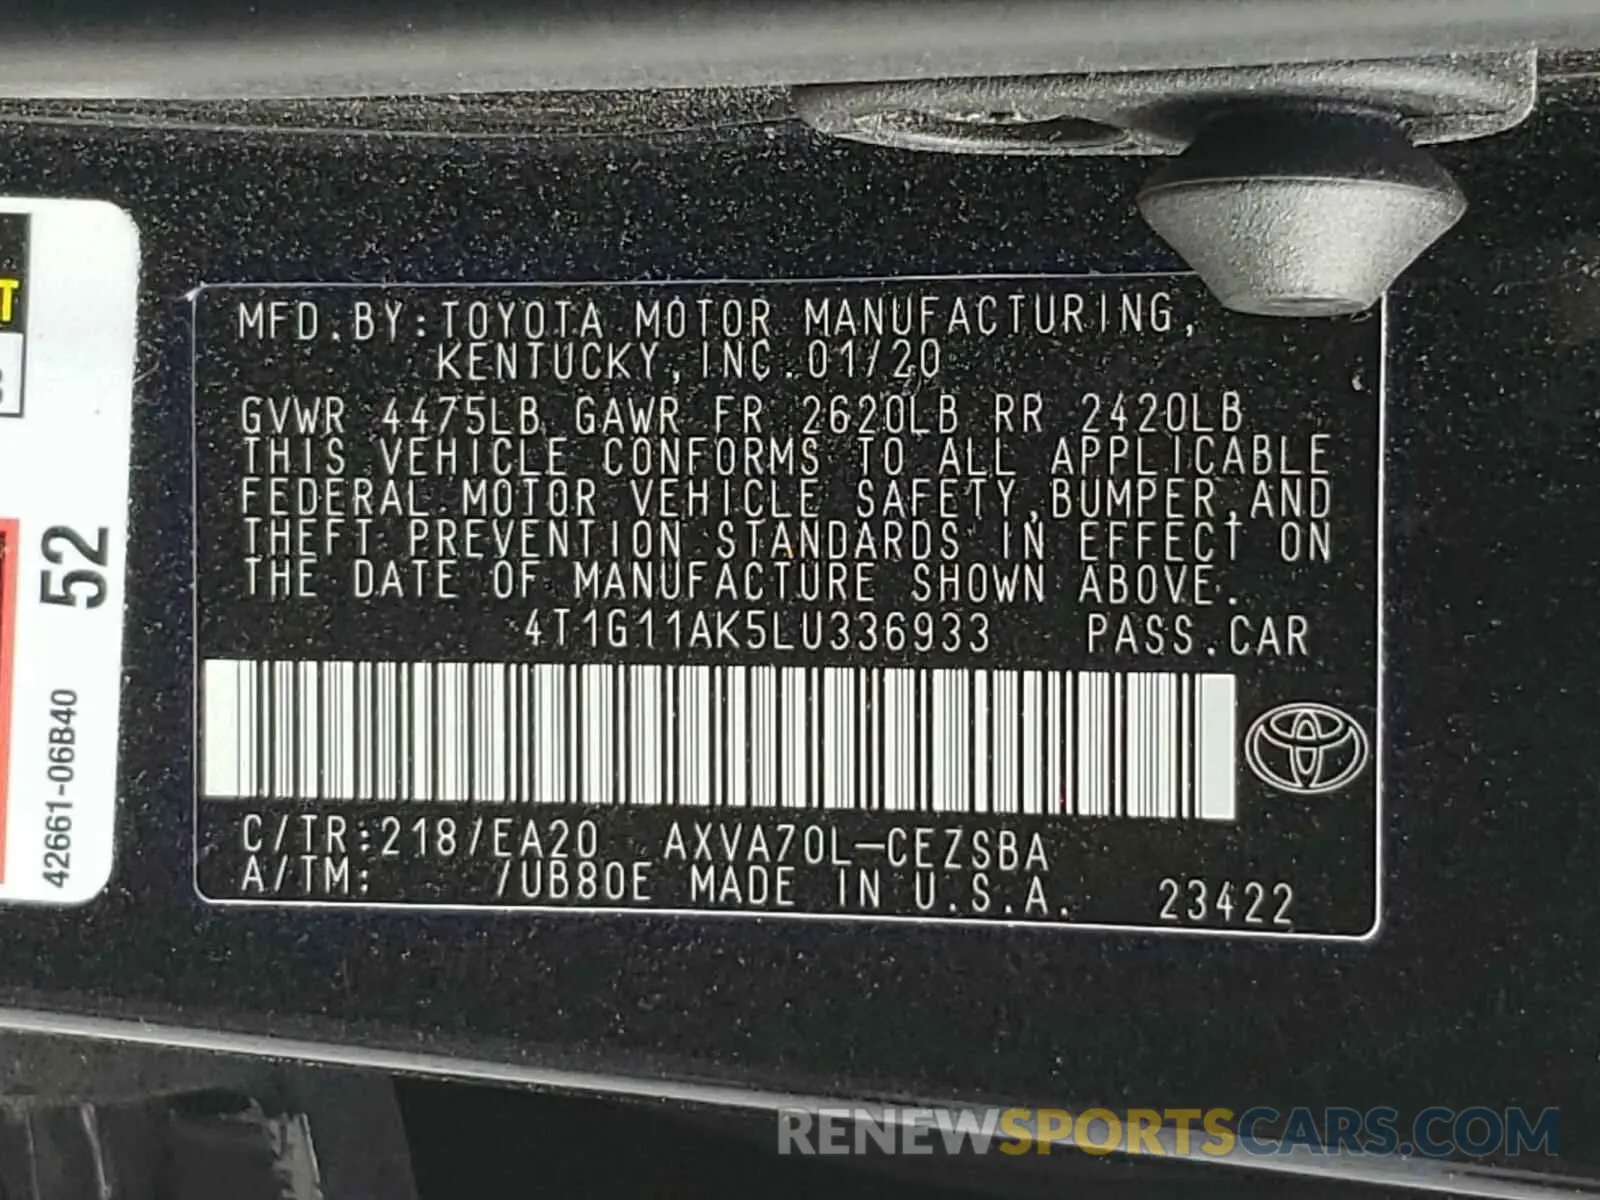 MFD.BY:TOYOTA MOTOR MANUFACTURING,
KENTUCKY,INC.01/20
GVWR 4475LB GAWR FR 2620LB RR 2420LB
THIS VEHICLE CONFORMS TO ALL APPLICABLE
FEDERAL MOTOR VEHICLE SAFETY,BUMPER,AND
THEFT PREVENTION STANDARDS IN EFFECT ON
THE DATE OF MANUFACTURE SHOWN ABOVE.
4T1G11AK5LU336933 PASS.CAR
C/TR:218/EA20 AXVA70L-CEZSBA
A/TM: /UB80E MADE IN U.S.A. 23422
52
42661-06B40
RENEWSPORTSCARS.COM